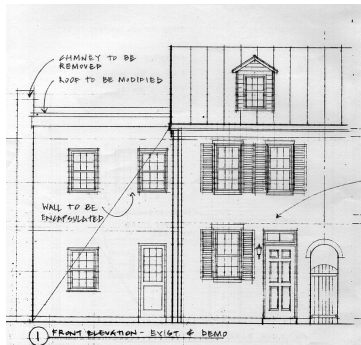 CHIMNEY TO BE
REMOVED
ROOF TO BE MODIFIED
WALL TO BE
ENCAPSULATED
1 FRONT ELEVATION - EXIST & DEMO